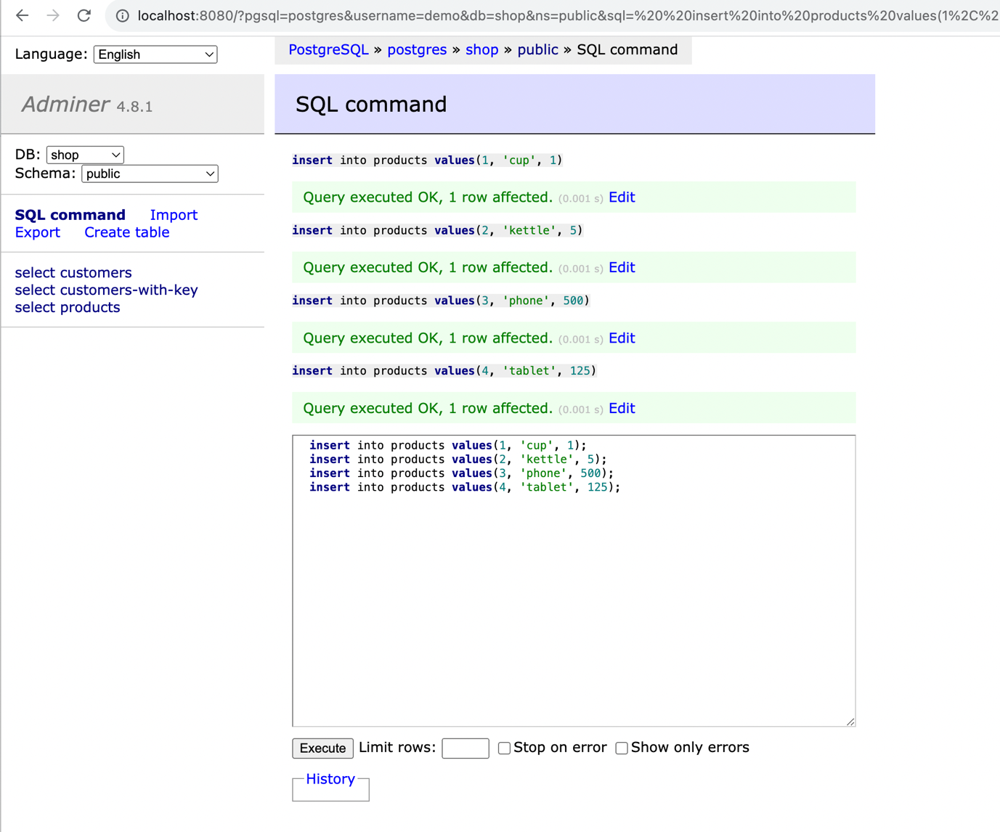 localhost:8080/?pgsql=postgres&username=demo&db=shop&ns=public&sql=%20%20insert%20into%20products%20values(1%2C%2
Language: English
PostgreSQL » postgres » shop » public » SQL command
Adminer 4.8.1
SQL command
DB: shop
Schema: public
SQL command Import
Export Create table
select customers
select customers-with-key
select products
insert into products values(1, 'cup', 1)
Query executed OK, 1 row affected. (0.001 s) Edit
insert into products values(2, 'kettle', 5)
Query executed OK, 1 row affected. (0.001 s) Edit
insert into products values(3, 'phone', 500)
Query executed OK, 1 row affected. (0.001 s) Edit
insert into products values(4, 'tablet', 125)
Query executed OK, 1 row affected. (0.001 s) Edit
insert into products values(1, 'cup', 1);
insert into products values(2, 'kettle', 5);
insert into products values(3, 'phone', 500);
insert into products values(4, 'tablet', 125);
Execute Limit rows: Stop on error Show only errors
History